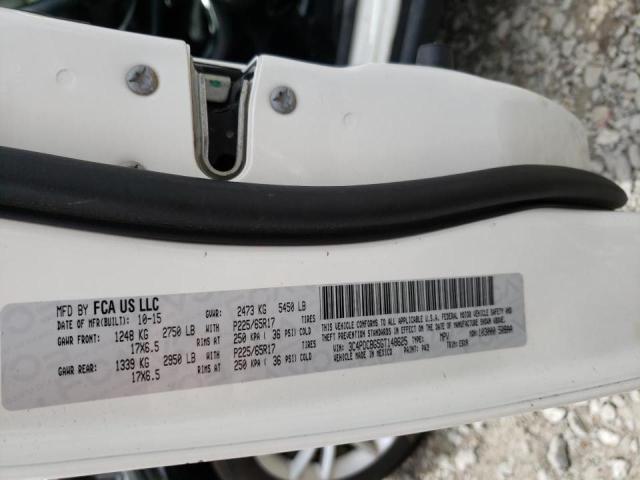 MFD BY FCA US LLC
DATE OF MFR(BUILT) 10-15
GVWR: 2473 KG 5450 LB
GAWR FRONT: 1248 KG 2750 LB WITH P225/65R17 TIRES
17X6.5 RIMS AT 250 KPA( 36 PSI) COLD
GAWR REAR: 1339 KG 2950 LB WITH P225/65R17 TIRES
17X6.5 RIMS AT 250 KPA( 36 PSI) COLD
THIS VEHICLE CONFORMS TO ALL APPLICABLE U.S.A. FEDERAL MOTOR VEHICLE SAFETY, BUMPER AND
THEFT PREVENTION STANDARDS IN EFFECT ON THE DATE OF MANUFACTURE SHOWN ABOVE.
TYPE: MPV
MADE IN MEXICO PAINT: PW3